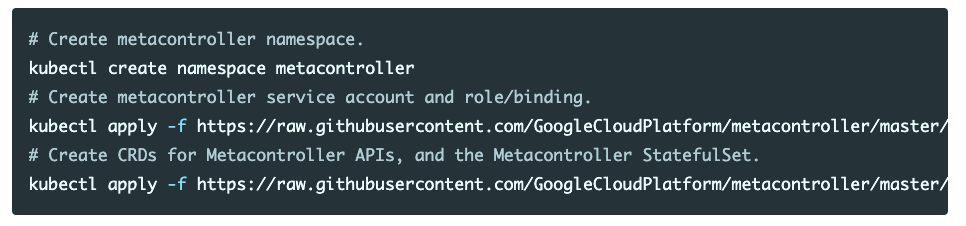 # Create metacontroller namespace.
kubectl create namespace metacontroller
# Create metacontroller service account and role/binding.
kubectl apply -f https://raw.githubusercontent.com/GoogleCloudPlatform/metacontroller/master/
# Create CRDs for Metacontroller APIs, and the Metacontroller StatefulSet.
kubectl apply -f https://raw.githubusercontent.com/GoogleCloudPlatform/metacontroller/master/